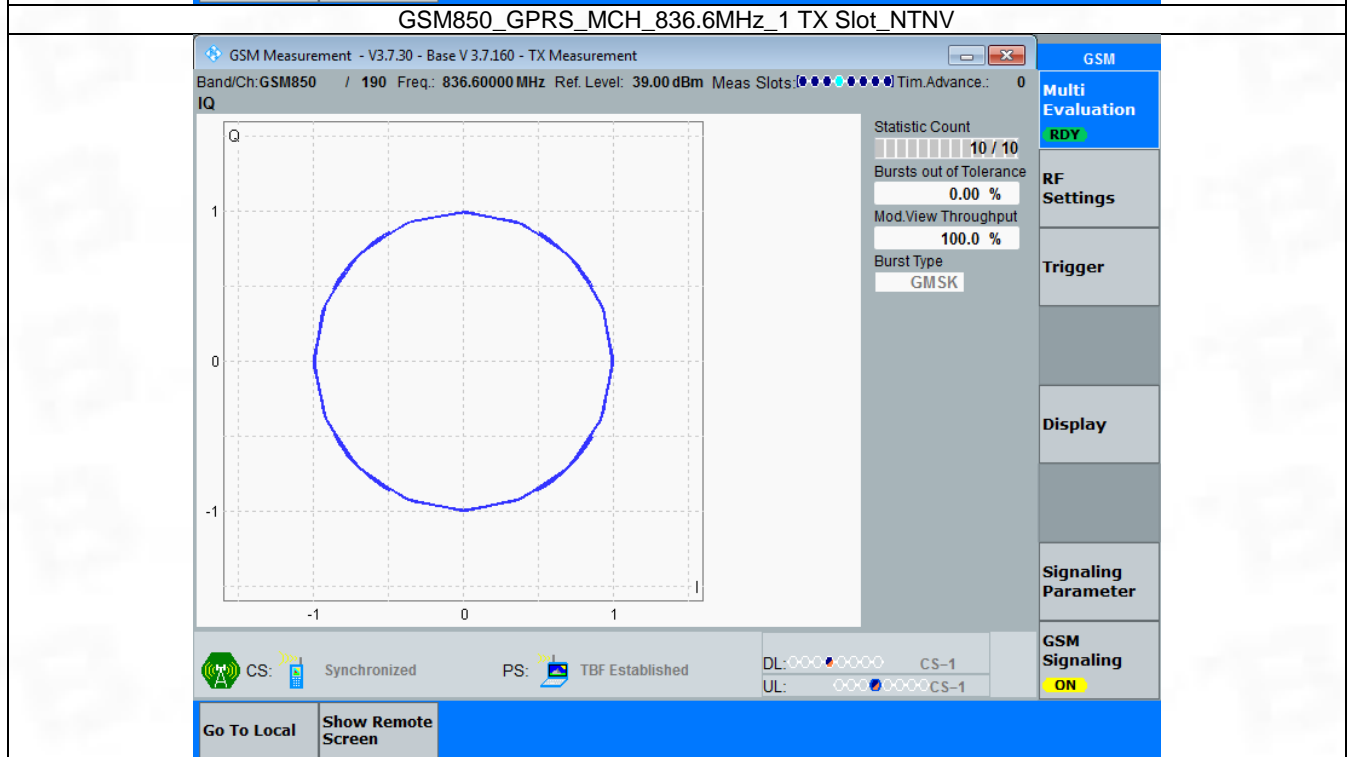 GSM850_GPRS_MCH_836.6MHz_1 TX Slot_NTNV
GSM Measurement - V3.7.30 - Base V 3.7.160 - TX Measurement
GSM
Band/Ch:GSM850 / 190 Freq.: 836.60000 MHz Ref. Level: 39.00 dBm Meas Slots: Tim.Advance.: 0
IQ
Multi
Evaluation
RDY
Q
1
0
-1
-1 0 1
I
Statistic Count
10 / 10
Bursts out of Tolerance
0.00 %
Mod.View Throughput
100.0 %
Burst Type
GMSK
RF
Settings
Trigger
Display
Signaling
Parameter
GSM
Signaling
ON
CS: Synchronized PS: TBF Established
DL: CS-1
UL: CS-1
Go To Local
Show Remote
Screen